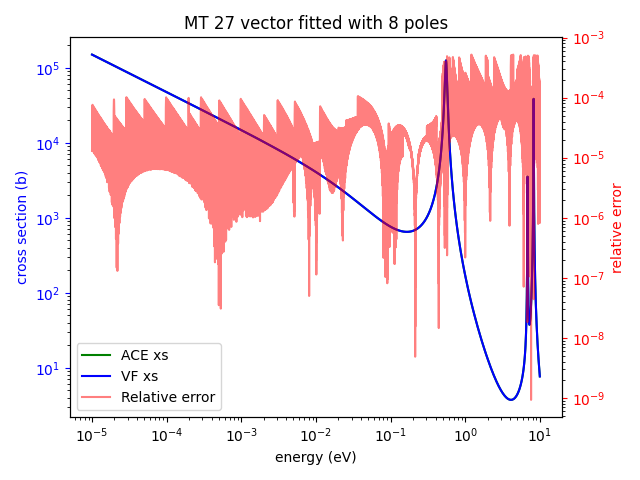 MT 27 vector fitted with 8 poles
cross section (b)
10⁵
10⁴
10³
10²
10¹
10⁻³
10⁻⁴
10⁻⁵
10⁻⁶
10⁻⁷
10⁻⁸
10⁻⁹
relative error
ACE xs
VF xs
Relative error
10⁻⁵ 10⁻⁴ 10⁻³ 10⁻² 10⁻¹ 10⁰ 10¹
energy (eV)